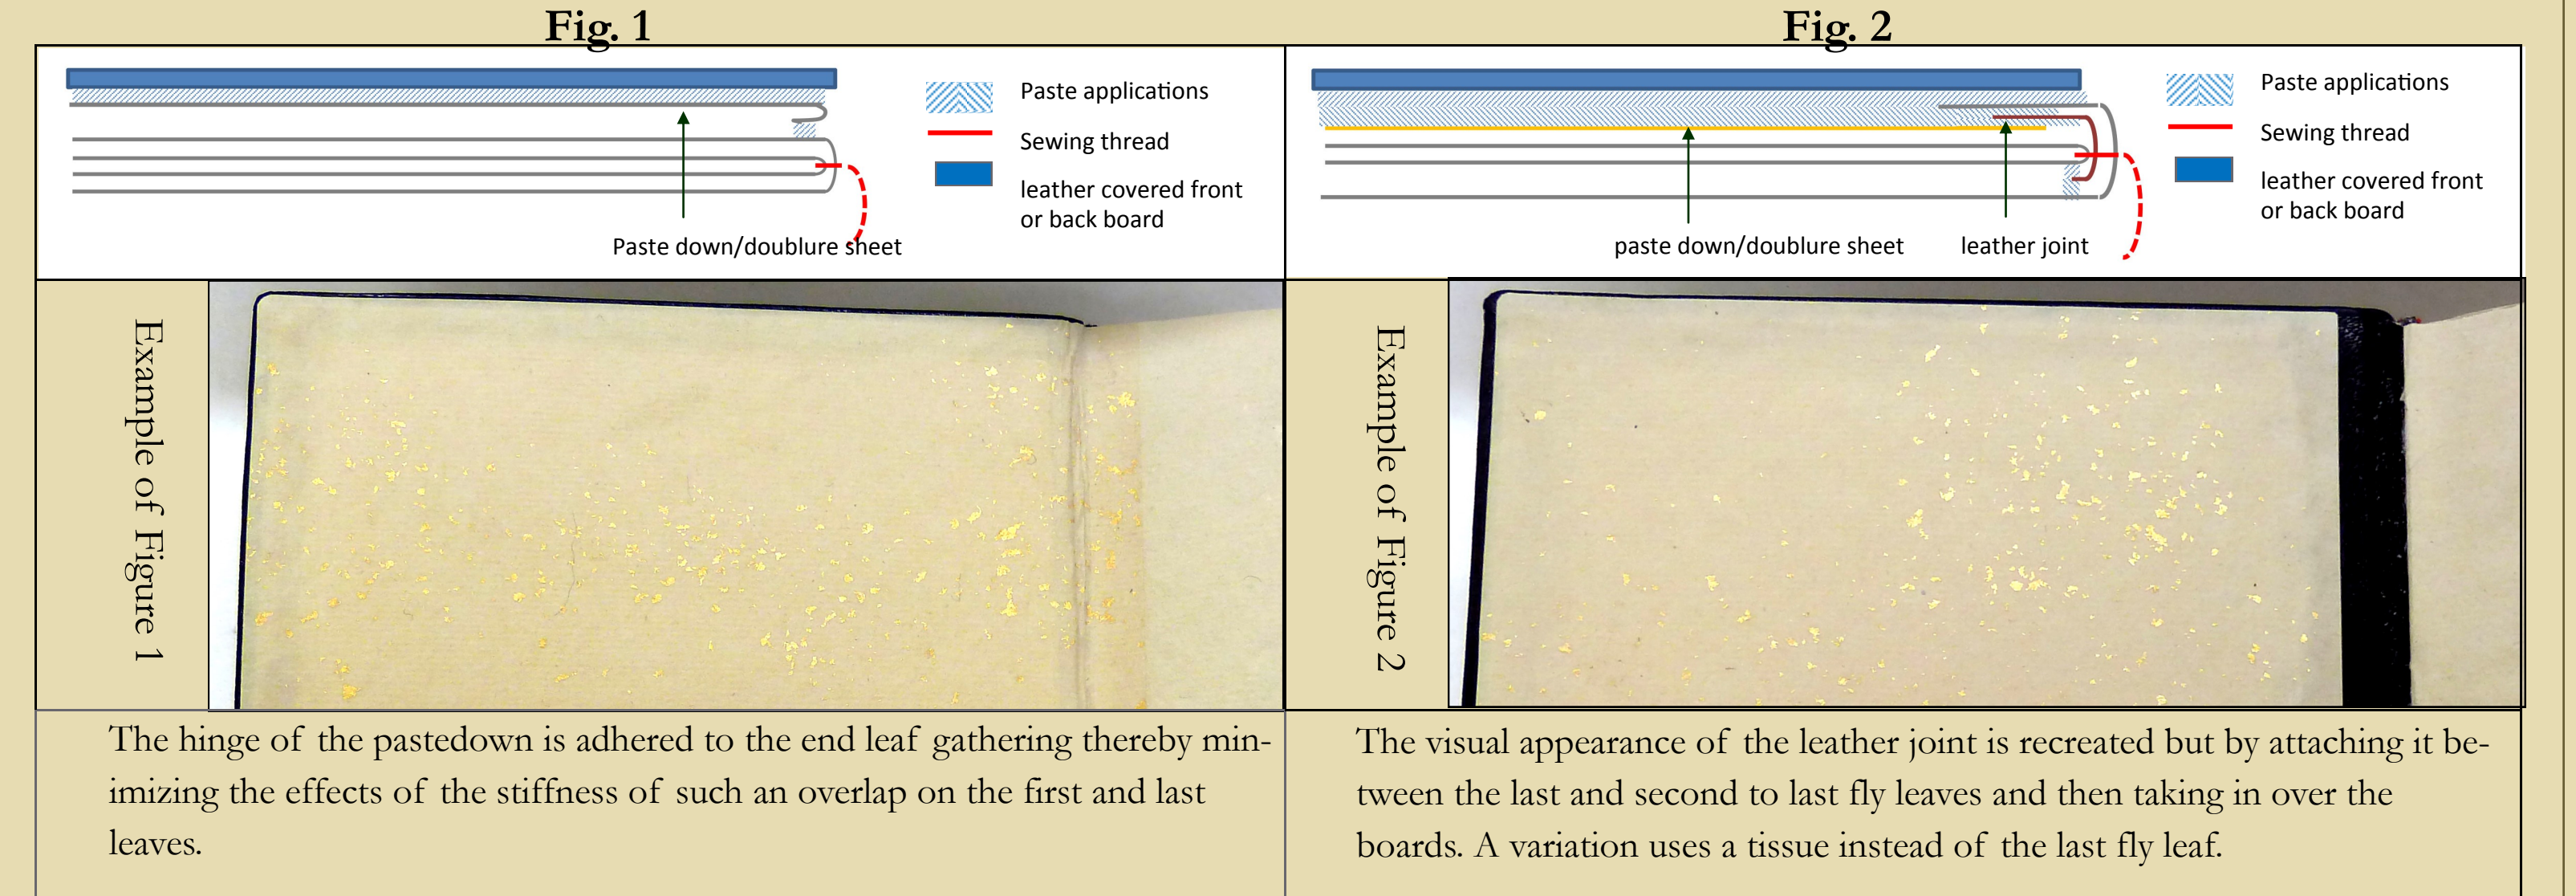 Fig. 1
Paste applications
Sewing thread
leather covered front
or back board
Paste down/doublure sheet
Example of Figure 1
The hinge of the pastedown is adhered to the end leaf gathering thereby min-
imizing the effects of the stiffness of such an overlap on the first and last
leaves.
Fig. 2
Paste applications
Sewing thread
leather covered front
or back board
paste down/doublure sheet
leather joint
Example of Figure 2
The visual appearance of the leather joint is recreated but by attaching it be-
tween the last and second to last fly leaves and then taking in over the
boards. A variation uses a tissue instead of the last fly leaf.